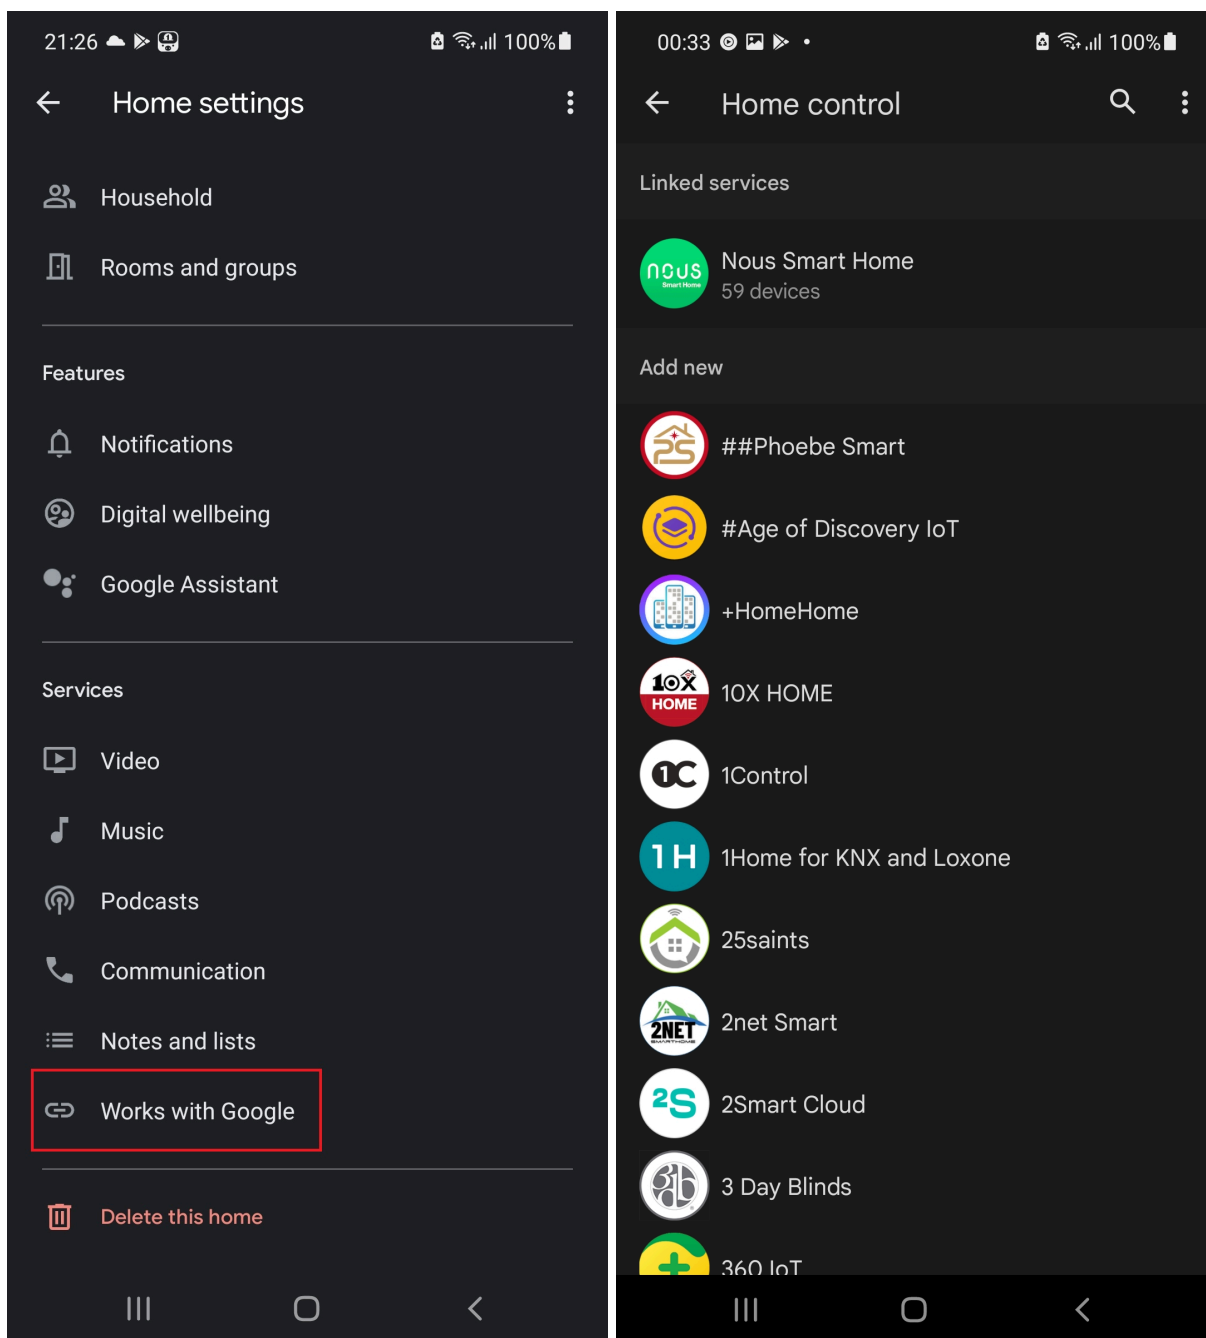 21:26
100%
Home settings
Household
Rooms and groups
Features
Notifications
Digital wellbeing
Google Assistant
Services
Video
Music
Podcasts
Communication
Notes and lists
Works with Google
Delete this home
00:33
100%
Home control
Linked services
nous
Smart Home
Nous Smart Home
59 devices
Add new
##Phoebe Smart
#Age of Discovery IoT
+HomeHome
10X
HOME
10X HOME
1C
1Control
1H
1Home for KNX and Loxone
25saints
2NET
SMARTHOME
2net Smart
2S
2Smart Cloud
3db
3 Day Blinds
360 IoT